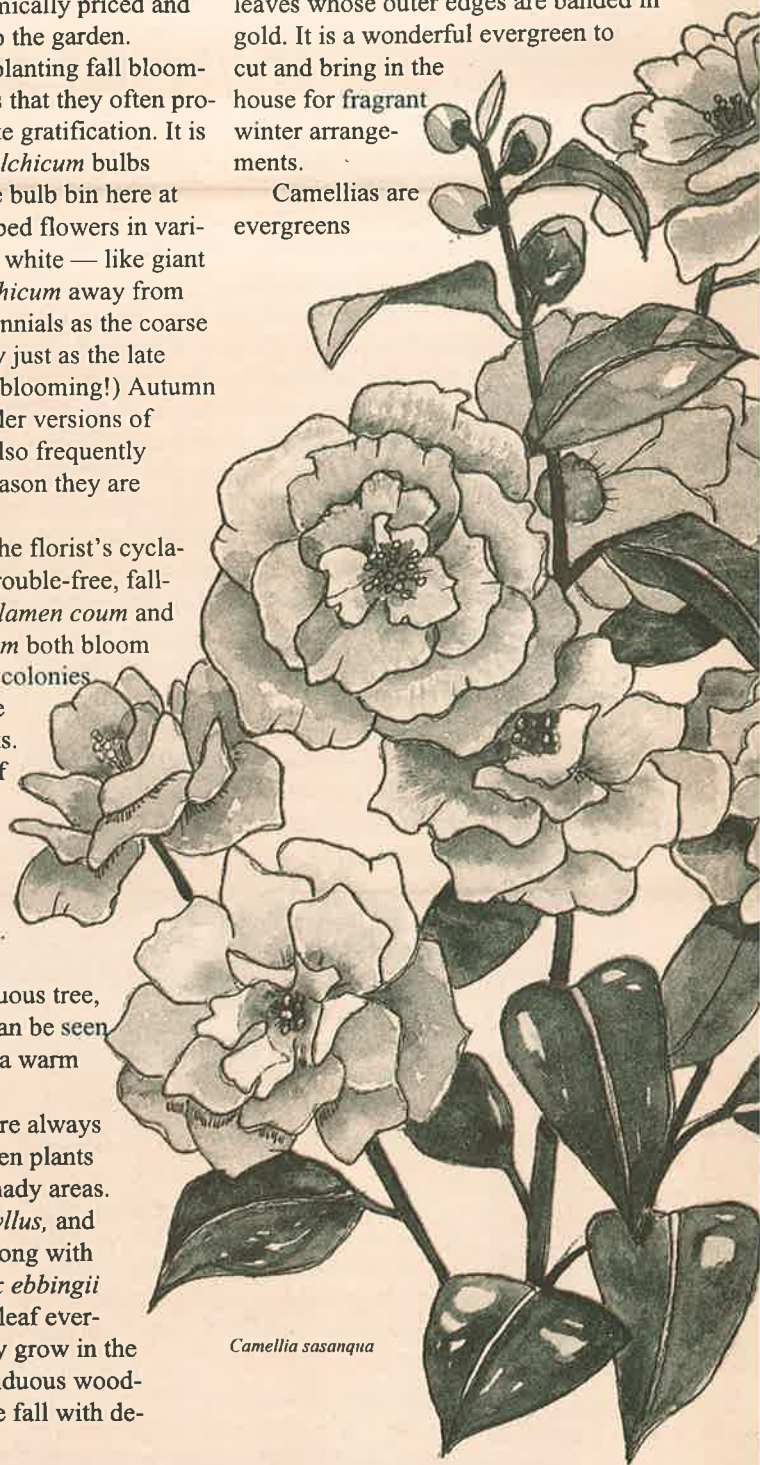 mically priced and
o the garden.
planting fall bloom-
s that they often pro-
te gratification. It is
lchicum bulbs
e bulb bin here at
ped flowers in vari-
white — like giant
hicum away from
nnials as the coarse
y just as the late
blooming!) Autumn
ler versions of
lso frequently
ason they are
he florist's cycla-
rouble-free, fall-
lamen coum and
m both bloom
colonies
e
s.
f
uous tree,
an be seen
a warm
re always
en plants
hady areas.
yllus, and
ong with
x ebbingii
leaf ever-
y grow in the
iduous wood-
e fall with de-
leaves whose outer edges are banded in
gold. It is a wonderful evergreen to
cut and bring in the
house for fragrant
winter arrange-
ments.
Camellias are
evergreens
Camellia sasanqua